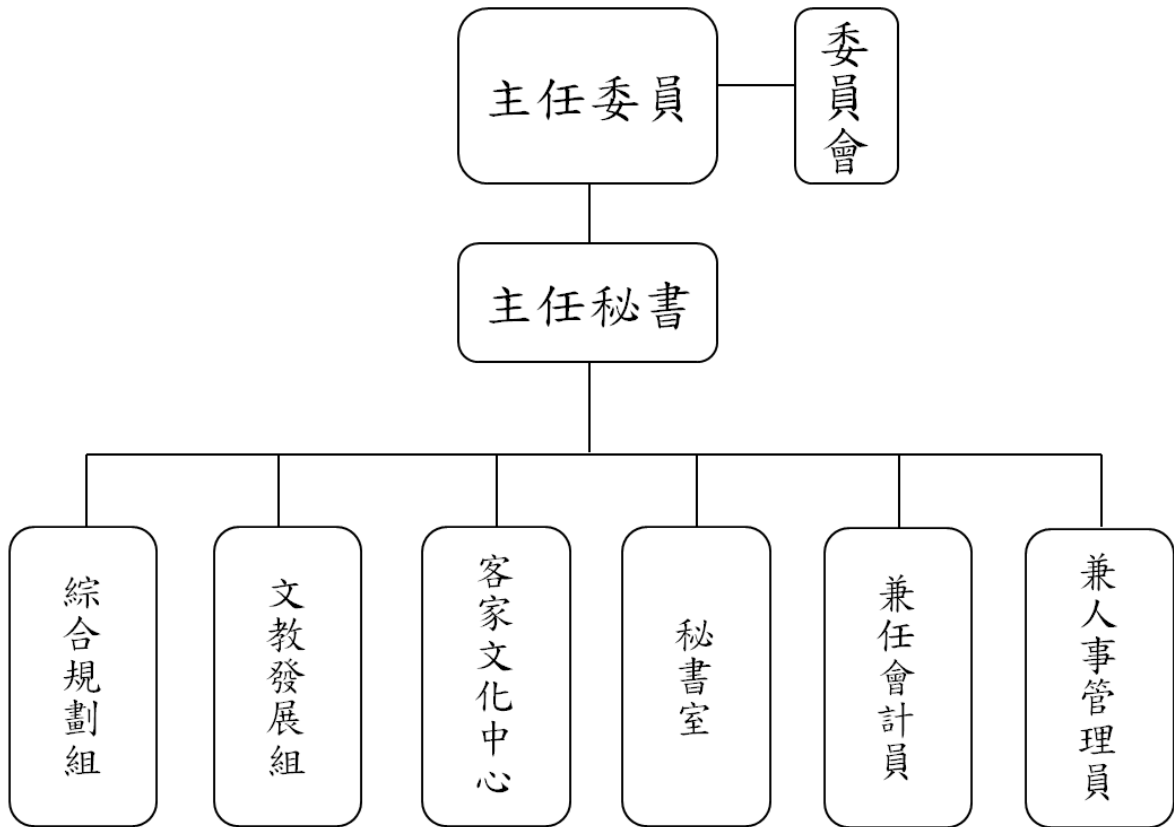 主任委員
委員會
主任秘書
綜合規劃組
文教發展組
客家文化中心
秘書室
兼任會計員
兼人事管理員